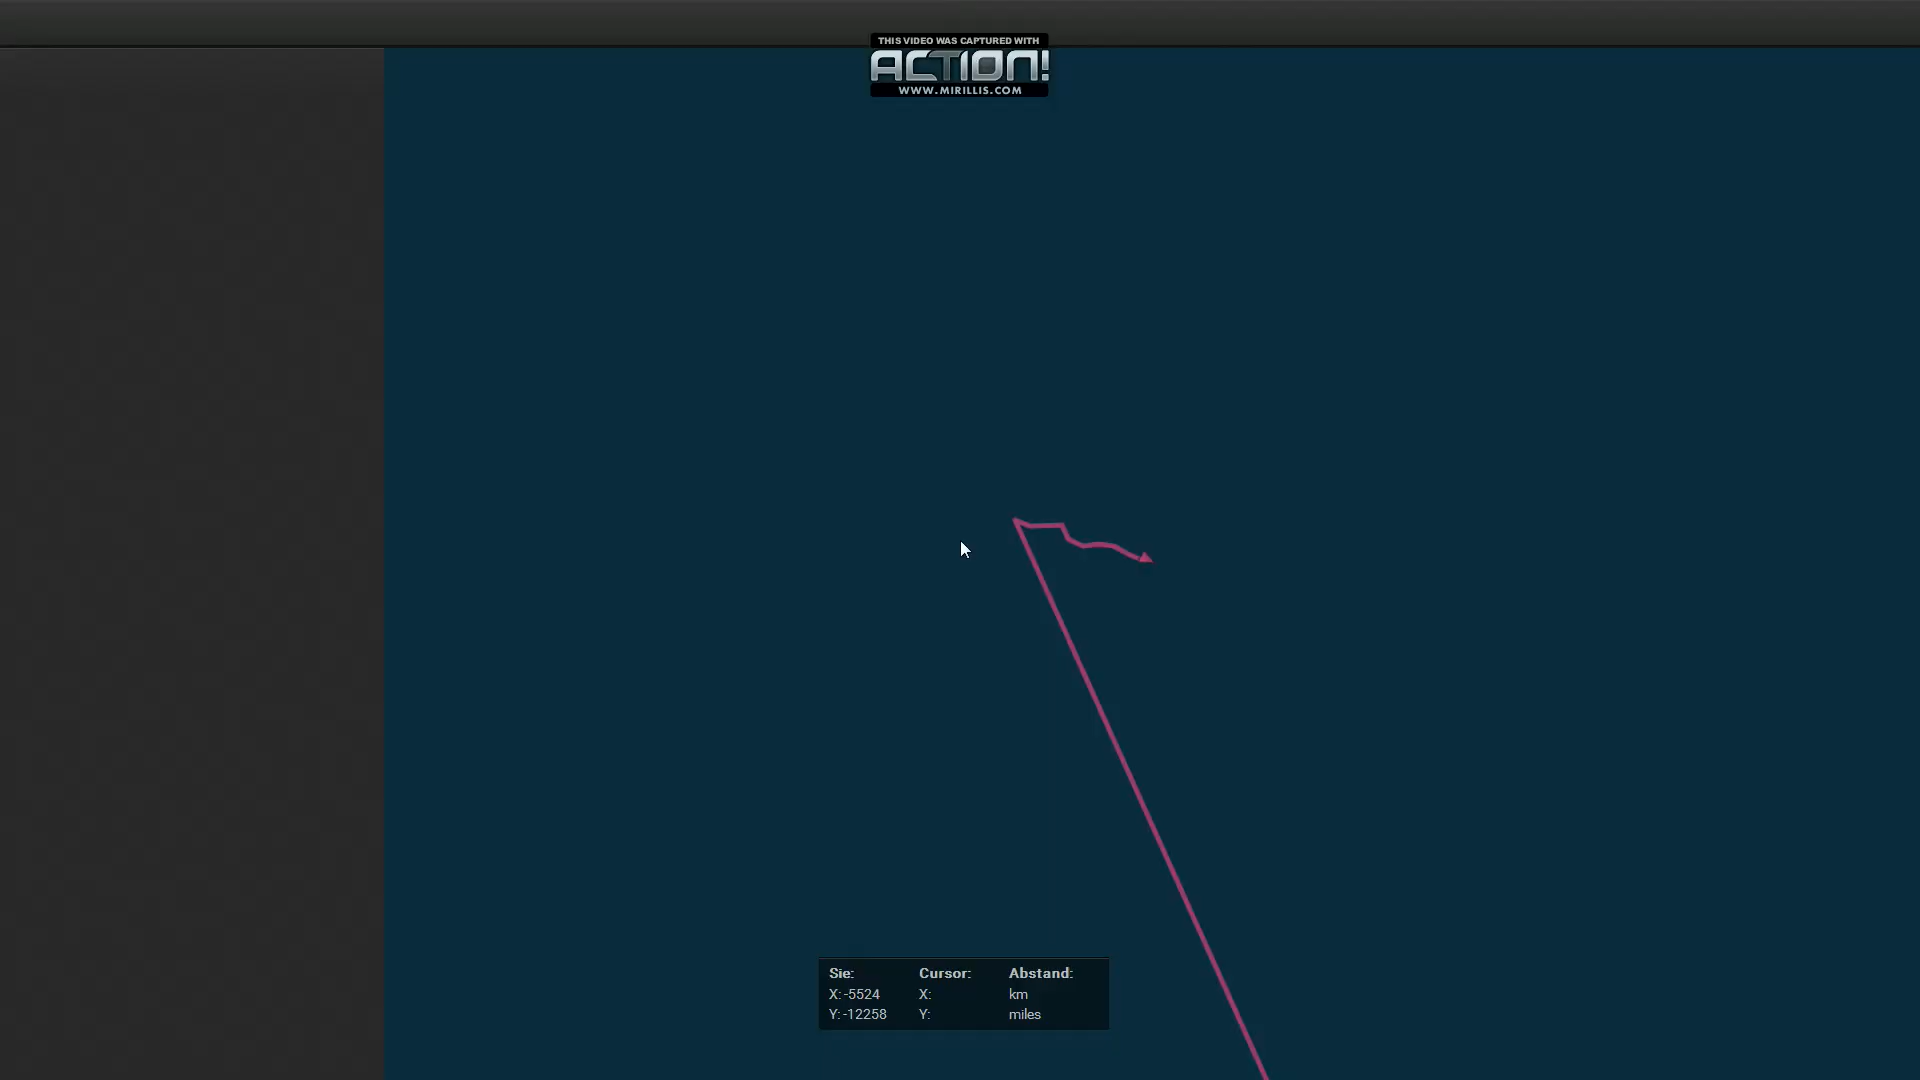 THIS VIDEO WAS CAPTURED WITH
ACTION!
WWW.MIRILLIS.COM
Sie: Cursor: Abstand:
X: -5524 X: km
Y: -12258 Y: miles